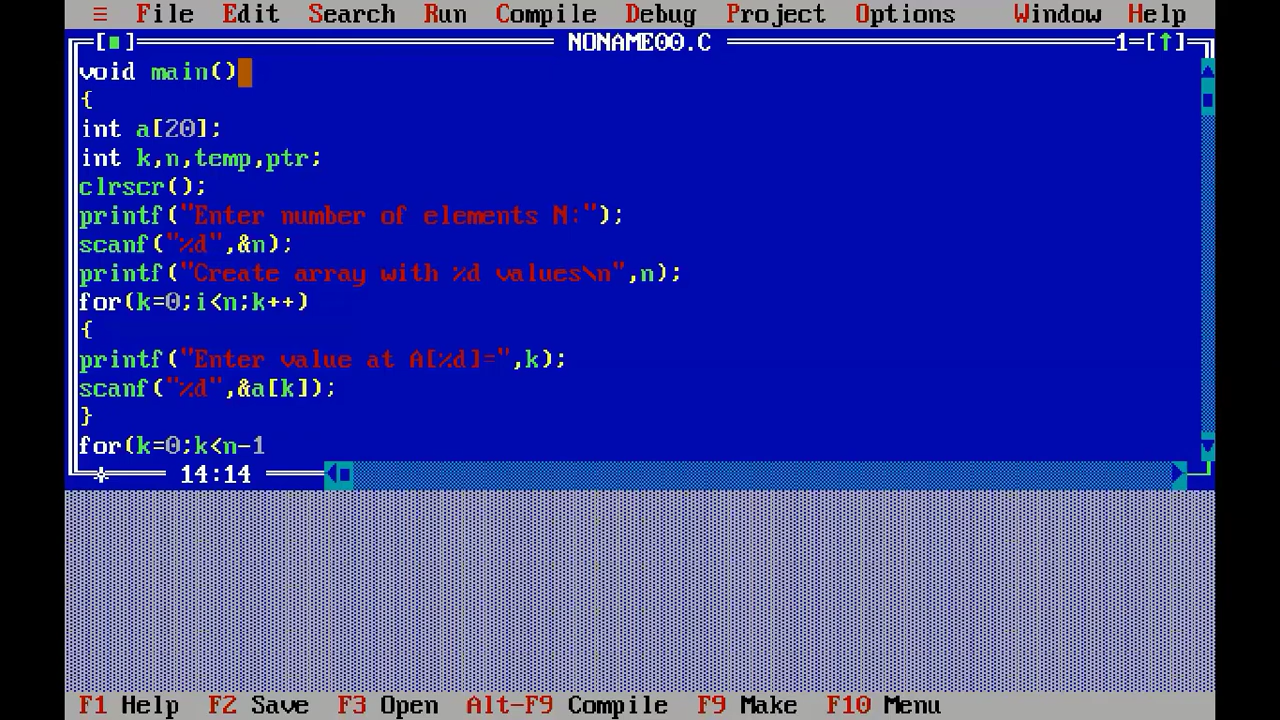 ≡ File Edit Search Run Compile Debug Project Options Window Help
[■] NONAME00.C 1=[↑]
void main()
{
int a[20];
int k,n,temp,ptr;
clrscr();
printf("Enter number of elements N:");
scanf("%d",&n);
printf("Create array with %d values\n",n);
for(k=0;i<n;k++)
{
printf("Enter value at A[%d]=",k);
scanf("%d",&a[k]);
}
for(k=0;k<n-1
14:14
F1 Help F2 Save F3 Open Alt-F9 Compile F9 Make F10 Menu